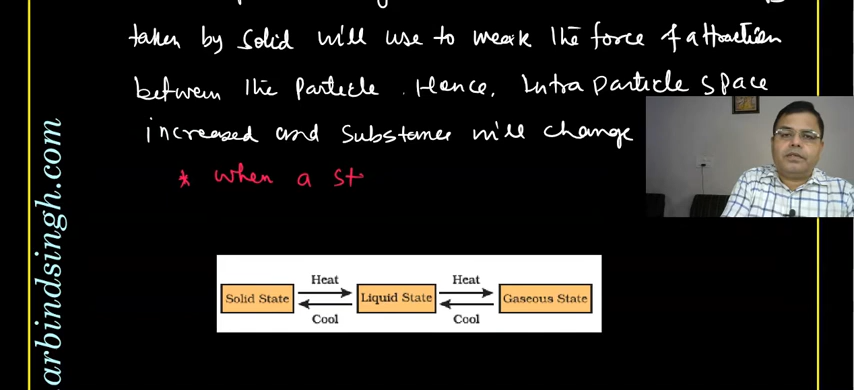 taken by Solid will use to weak the force of attraction
between the Particle. Hence, Intra Particle space
increased and Substance will change
* when a st
Heat Heat
Solid State Liquid State Gaseous State
Cool Cool
arbindsingh.com